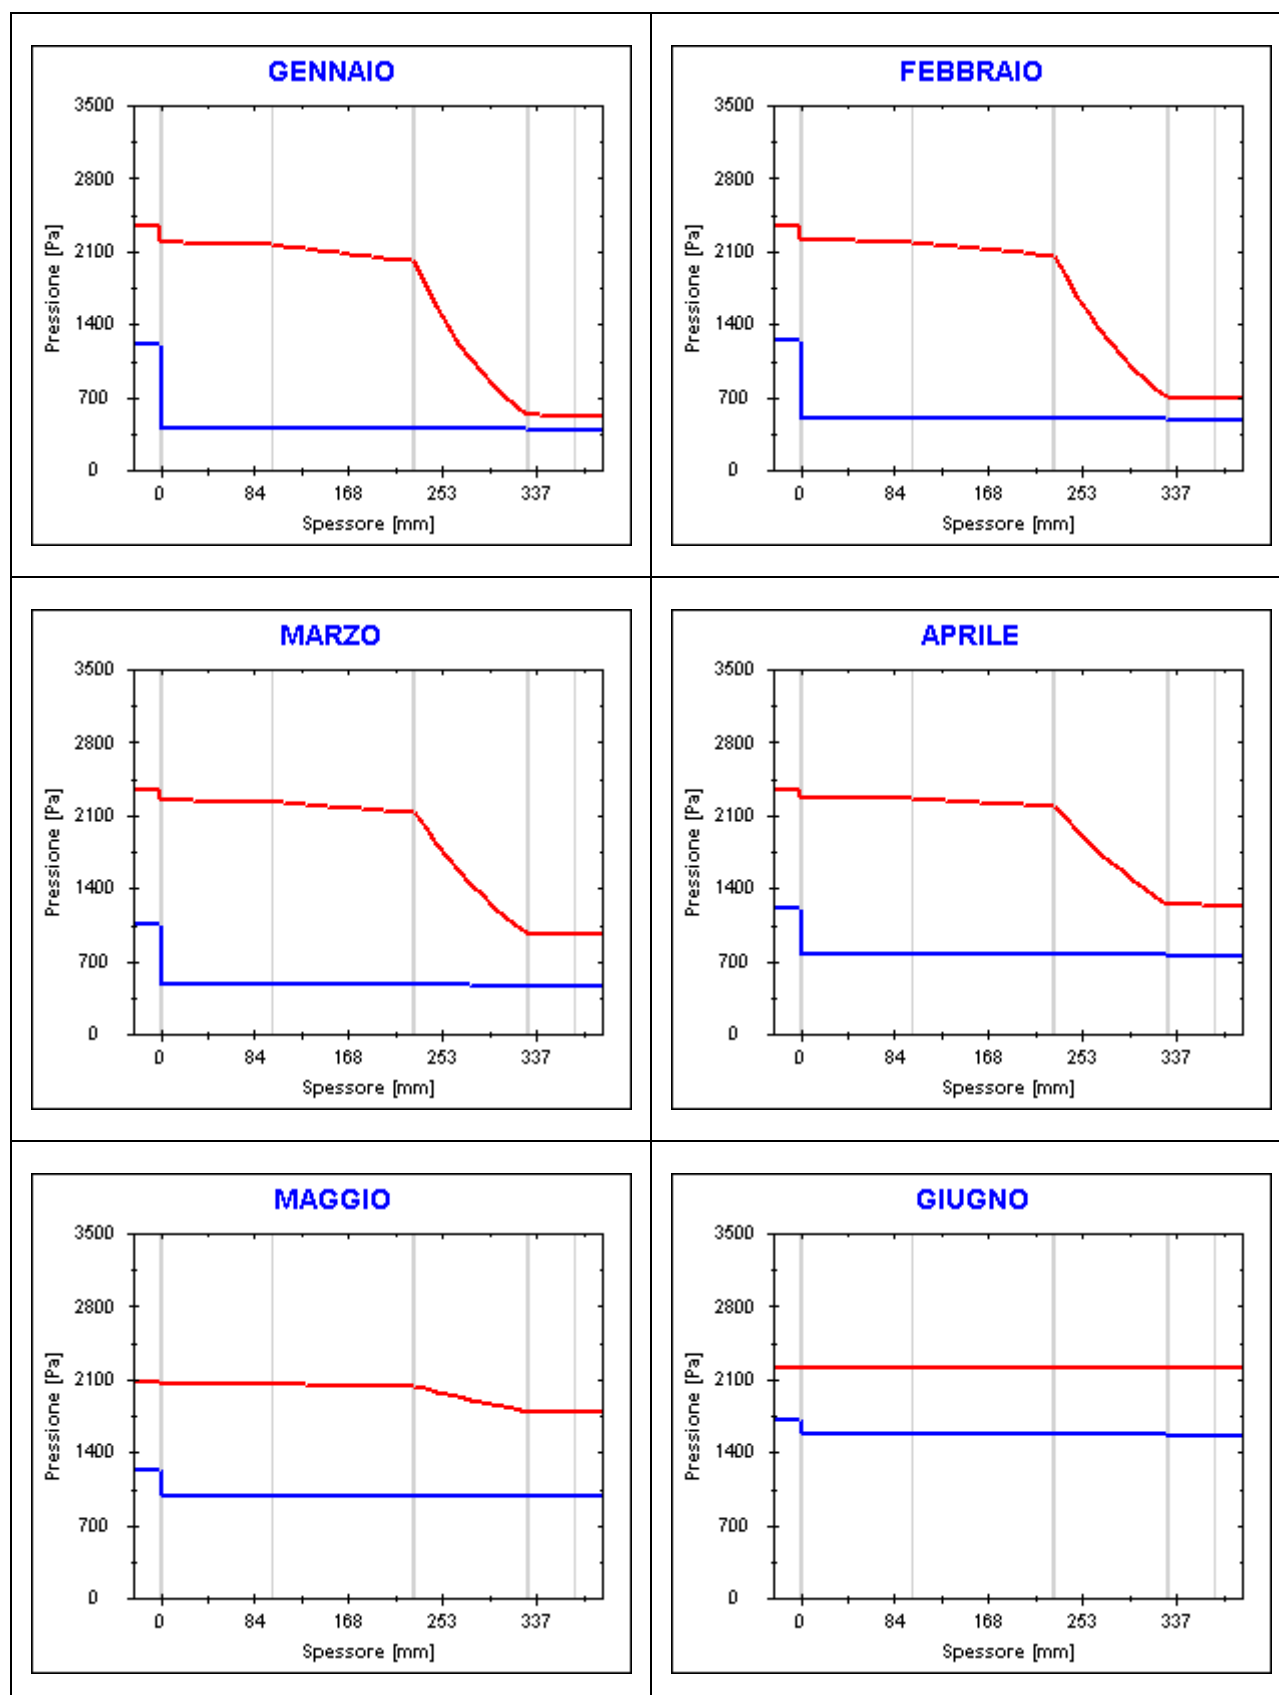 GENNAIO
3500
2800
2100
1400
700
0
Pressione [Pa]
0 84 168 253 337
Spessore [mm]
FEBBRAIO
3500
2800
2100
1400
700
0
Pressione [Pa]
0 84 168 253 337
Spessore [mm]
MARZO
3500
2800
2100
1400
700
0
Pressione [Pa]
0 84 168 253 337
Spessore [mm]
APRILE
3500
2800
2100
1400
700
0
Pressione [Pa]
0 84 168 253 337
Spessore [mm]
MAGGIO
3500
2800
2100
1400
700
0
Pressione [Pa]
0 84 168 253 337
Spessore [mm]
GIUGNO
3500
2800
2100
1400
700
0
Pressione [Pa]
0 84 168 253 337
Spessore [mm]